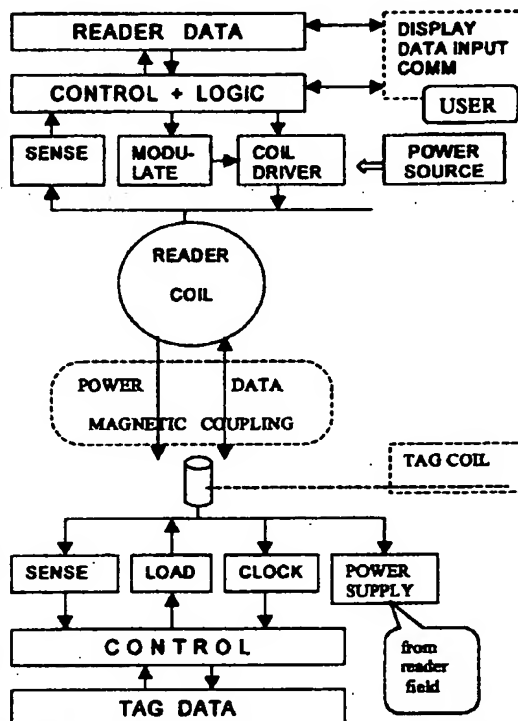 READER DATA
DISPLAY
DATA INPUT
COMM
CONTROL + LOGIC
USER
SENSE
MODU-
LATE
COIL
DRIVER
POWER
SOURCE
READER
COIL
POWER DATA
MAGNETIC COUPLING
TAG COIL
SENSE
LOAD
CLOCK
POWER
SUPPLY
CONTROL
from
reader
field
TAG DATA